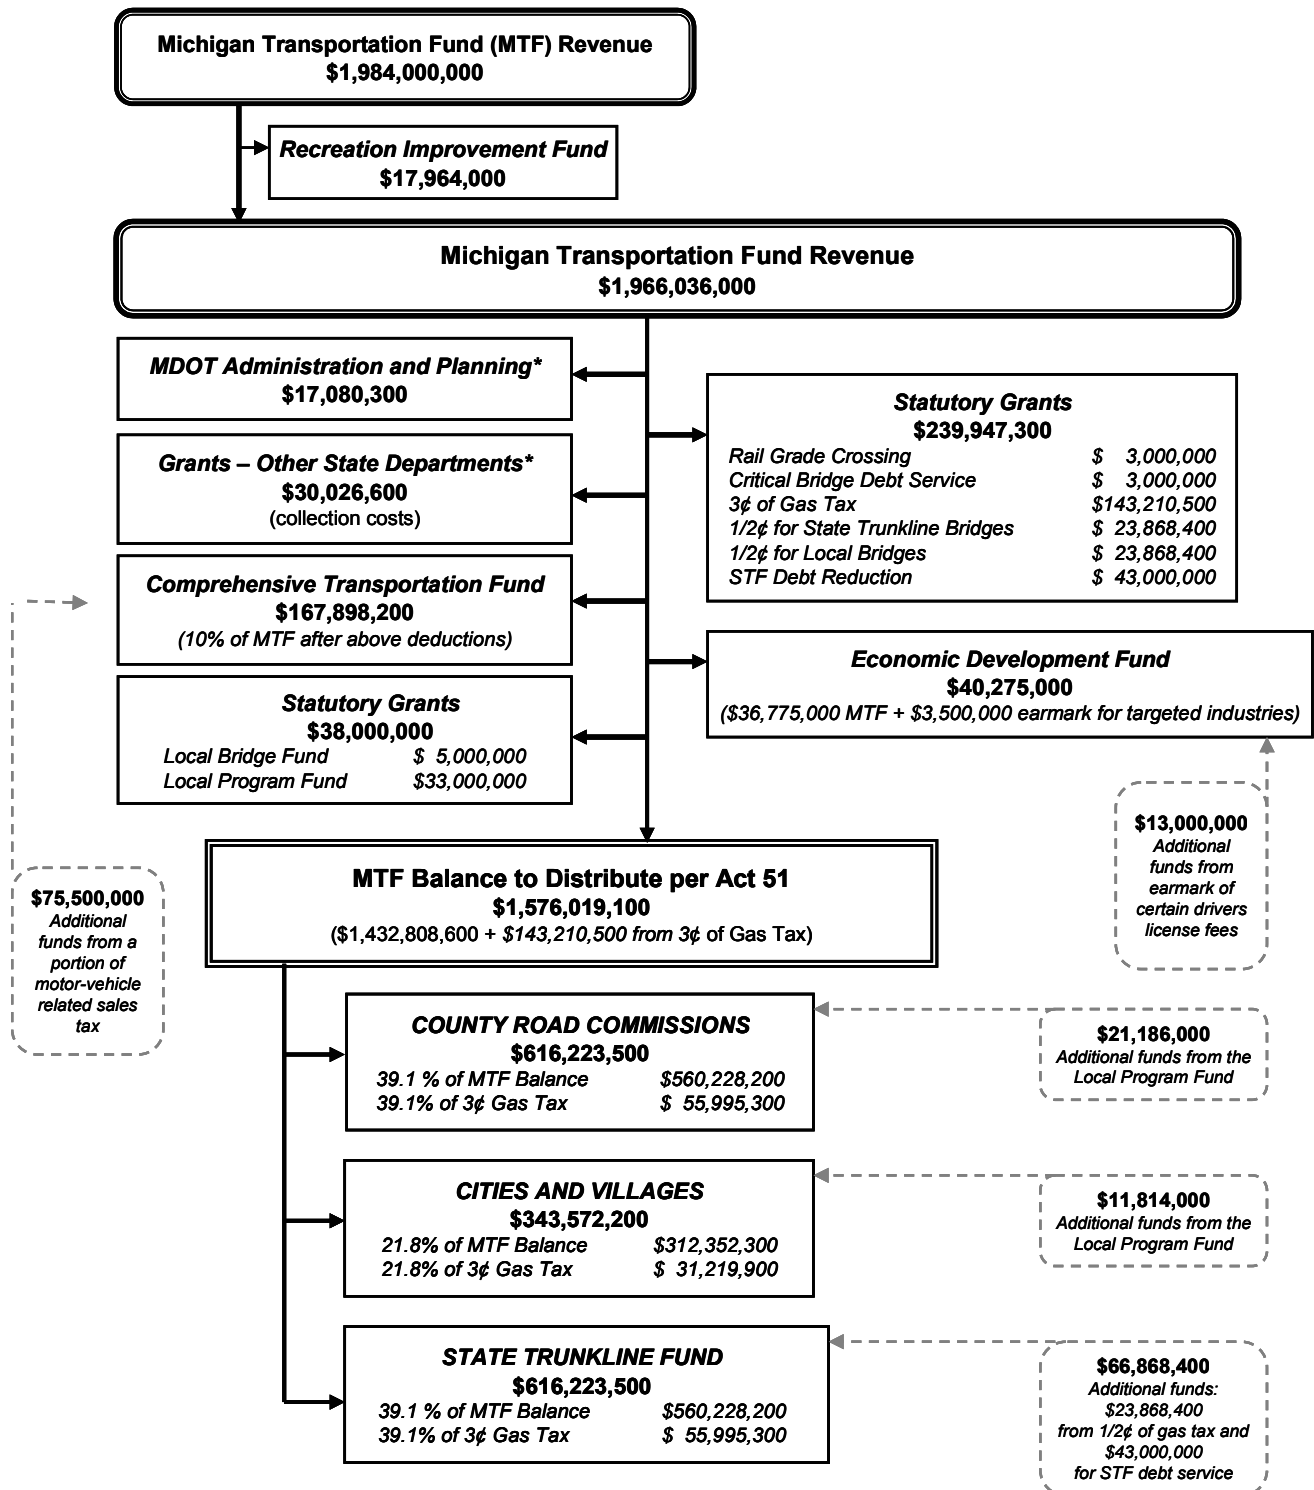 Michigan Transportation Fund (MTF) Revenue
$1,984,000,000
Recreation Improvement Fund
$17,964,000
Michigan Transportation Fund Revenue
$1,966,036,000
MDOT Administration and Planning*
$17,080,300
Statutory Grants
$239,947,300
Rail Grade Crossing $ 3,000,000
Critical Bridge Debt Service $ 3,000,000
3¢ of Gas Tax $143,210,500
1/2¢ for State Trunkline Bridges $ 23,868,400
1/2¢ for Local Bridges $ 23,868,400
STF Debt Reduction $ 43,000,000
Grants – Other State Departments*
$30,026,600
(collection costs)
Comprehensive Transportation Fund
$167,898,200
(10% of MTF after above deductions)
Economic Development Fund
$40,275,000
($36,775,000 MTF + $3,500,000 earmark for targeted industries)
Statutory Grants
$38,000,000
Local Bridge Fund $ 5,000,000
Local Program Fund $33,000,000
$13,000,000
Additional
funds from
earmark of
certain drivers
license fees
$75,500,000
Additional
funds from a
portion of
motor-vehicle
related sales
tax
MTF Balance to Distribute per Act 51
$1,576,019,100
($1,432,808,600 + $143,210,500 from 3¢ of Gas Tax)
COUNTY ROAD COMMISSIONS
$616,223,500
39.1 % of MTF Balance $560,228,200
39.1% of 3¢ Gas Tax $ 55,995,300
$21,186,000
Additional funds from the
Local Program Fund
CITIES AND VILLAGES
$343,572,200
21.8% of MTF Balance $312,352,300
21.8% of 3¢ Gas Tax $ 31,219,900
$11,814,000
Additional funds from the
Local Program Fund
STATE TRUNKLINE FUND
$616,223,500
39.1 % of MTF Balance $560,228,200
39.1% of 3¢ Gas Tax $ 55,995,300
$66,868,400
Additional funds:
$23,868,400
from 1/2¢ of gas tax and
$43,000,000
for STF debt service